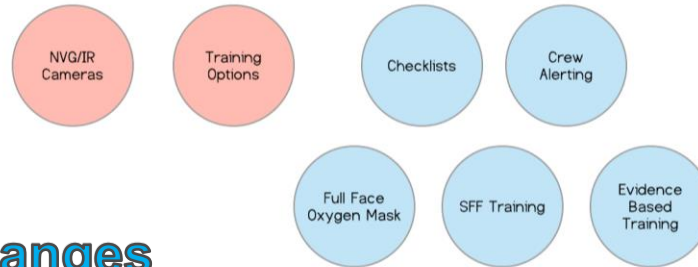 NVG/IR
Cameras
Training
Options
Checklists
Crew
Alerting
Full Face
Oxygen Mask
SFF Training
Evidence
Based
Training
anges